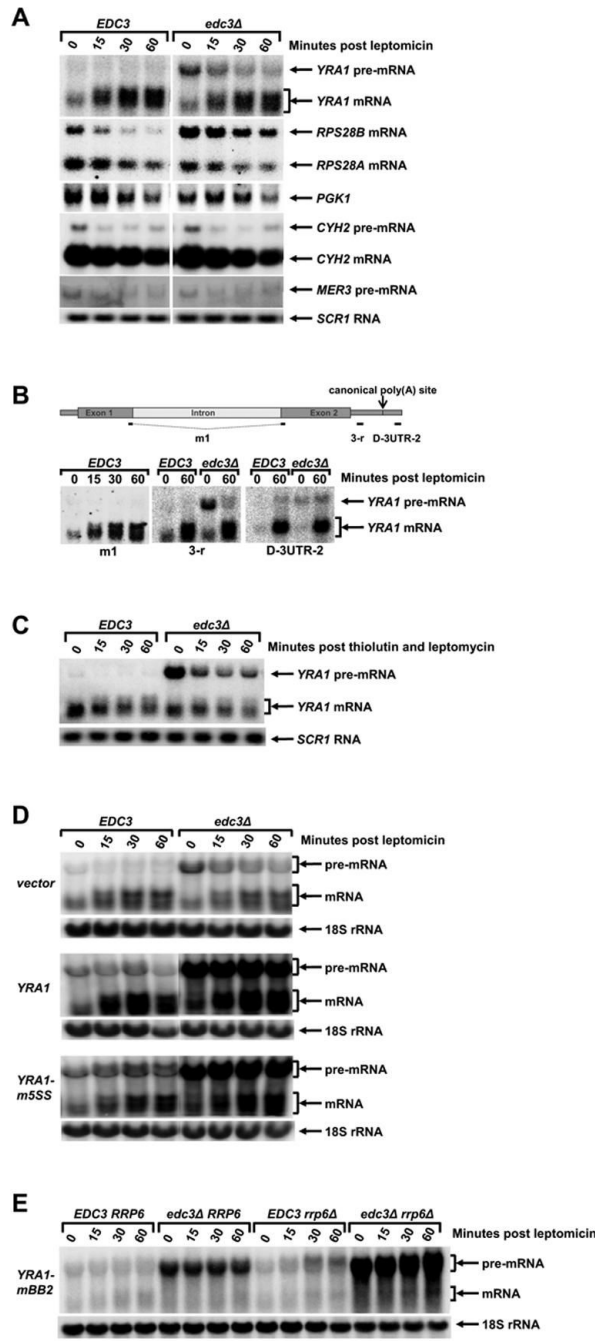 A
EDC3 edc3Δ
0 15 30 60 0 15 30 60 Minutes post leptomicin
YRA1 pre-mRNA
YRA1 mRNA
RPS28B mRNA
RPS28A mRNA
PGK1
CYH2 pre-mRNA
CYH2 mRNA
MER3 pre-mRNA
SCR1 RNA
B
canonical poly(A) site
Exon 1 Intron Exon 2
m1 3-r D-3UTR-2
EDC3 EDC3 edc3Δ EDC3 edc3Δ
0 15 30 60 0 60 0 60 0 60 0 60 Minutes post leptomicin
YRA1 pre-mRNA
YRA1 mRNA
m1 3-r D-3UTR-2
C
EDC3 edc3Δ
0 15 30 60 0 15 30 60 Minutes post thiolutin and leptomycin
YRA1 pre-mRNA
YRA1 mRNA
SCR1 RNA
D
EDC3 edc3Δ
0 15 30 60 0 15 30 60 Minutes post leptomicin
vector
pre-mRNA
mRNA
18S rRNA
YRA1
pre-mRNA
mRNA
18S rRNA
YRA1-
m5SS
pre-mRNA
mRNA
18S rRNA
E
EDC3 RRP6 edc3Δ RRP6 EDC3 rrp6Δ edc3Δ rrp6Δ
0 15 30 60 0 15 30 60 0 15 30 60 0 15 30 60 Minutes post leptomicin
YRA1-
mBB2
pre-mRNA
mRNA
18S rRNA